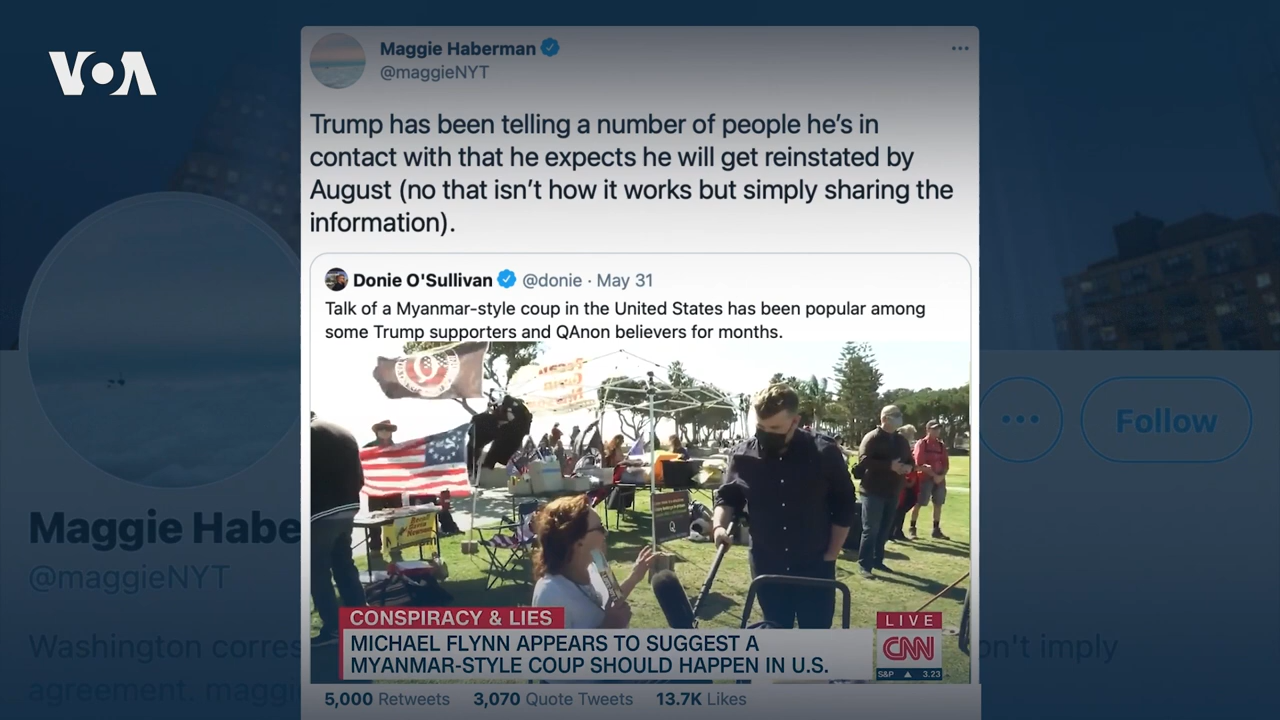 VOA
Maggie Haberman
@maggieNYT
Trump has been telling a number of people he's in
contact with that he expects he will get reinstated by
August (no that isn't how it works but simply sharing the
information).
Donie O'Sullivan @donie · May 31
Talk of a Myanmar-style coup in the United States has been popular among
some Trump supporters and QAnon believers for months.
CONSPIRACY & LIES
MICHAEL FLYNN APPEARS TO SUGGEST A
MYANMAR-STYLE COUP SHOULD HAPPEN IN U.S.
LIVE
CNN
S&P ▲ 3.23
5,000 Retweets 3,070 Quote Tweets 13.7K Likes
Follow
Maggie Habe
@maggieNYT
Washington corres
on't imply
agreement. maggi